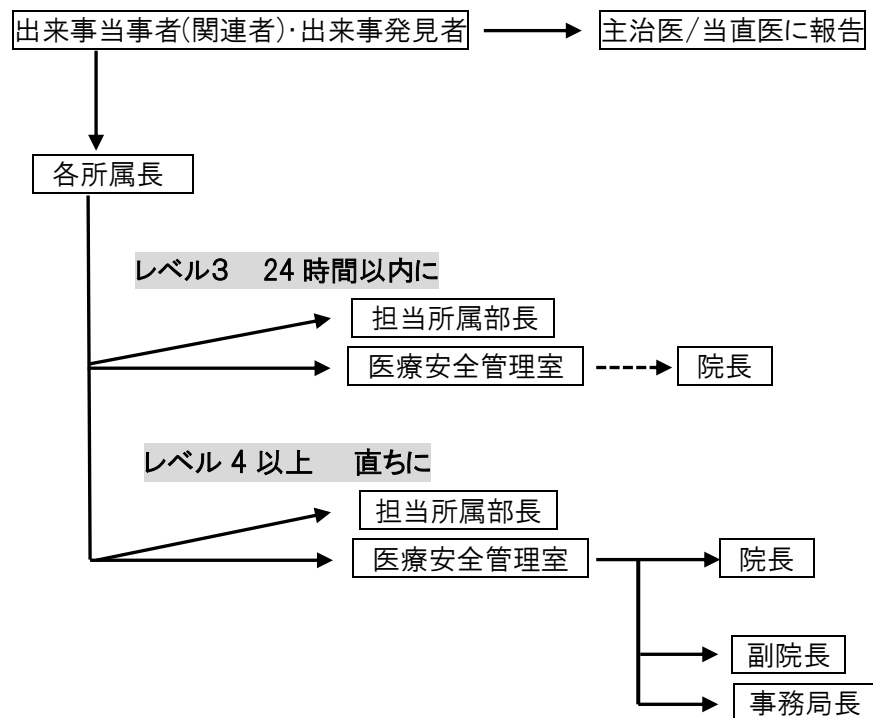 出来事当事者(関連者)・出来事発見者
主治医/当直医に報告
各所属長
レベル3　24時間以内に
担当所属部長
医療安全管理室
院長
レベル4以上　直ちに
担当所属部長
医療安全管理室
院長
副院長
事務局長